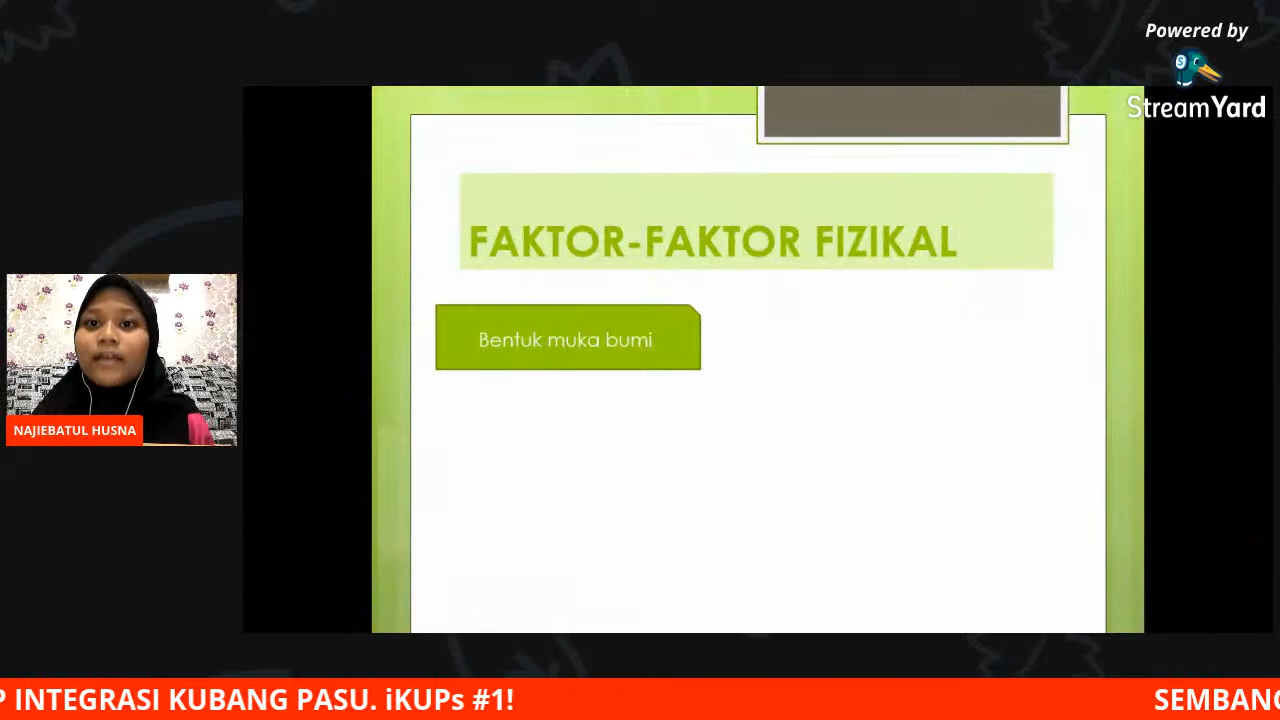 Powered by
StreamYard
FAKTOR-FAKTOR FIZIKAL
Bentuk muka bumi
NAJIEBATUL HUSNA
P INTEGRASI KUBANG PASU. iKUPs #1!
SEMBANG